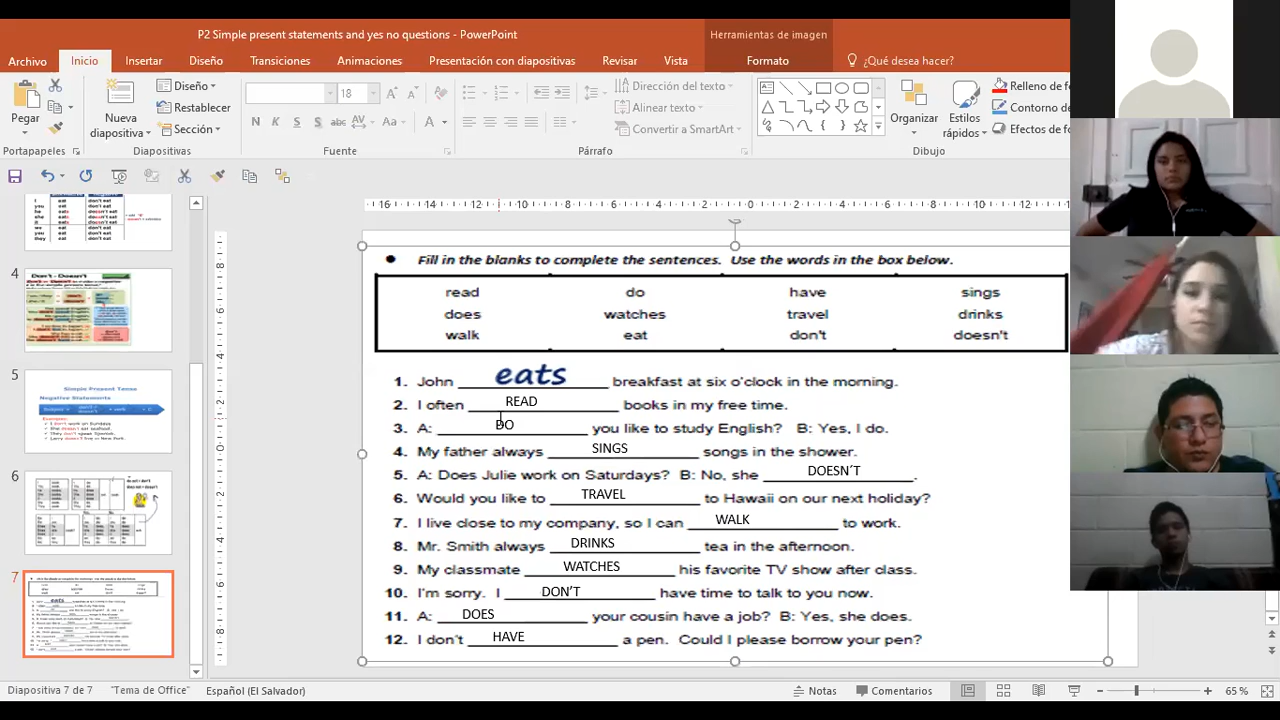 P2 Simple present statements and yes no questions - PowerPoint
Herramientas de imagen
Archivo Inicio Insertar Diseño Transiciones Animaciones Presentación con diapositivas Revisar Vista Formato ¿Qué desea hacer?
Pegar
Nueva diapositiva
Diseño
Restablecer
Sección
18
Dirección del texto
Alinear texto
Convertir a SmartArt
Organizar
Estilos rápidos
Relleno de
Contorno de
Efectos de
Portapapeles Diapositivas Fuente Párrafo Dibujo
4
Don't - Doesn't
5
Simple Present Tense
Negative Statements
6
7
Fill in the blanks to complete the sentences. Use the words in the box below.
read do have sings
does watches travel drinks
walk eat don't doesn't
1. John eats breakfast at six o'clock in the morning.
2. I often READ books in my free time.
3. A: DO you like to study English? B: Yes, I do.
4. My father always SINGS songs in the shower.
5. A: Does Julie work on Saturdays? B: No, she DOESN´T.
6. Would you like to TRAVEL to Hawaii on our next holiday?
7. I live close to my company, so I can WALK to work.
8. Mr. Smith always DRINKS tea in the afternoon.
9. My classmate WATCHES his favorite TV show after class.
10. I'm sorry. I DON'T have time to talk to you now.
11. A: DOES your cousin have a job? B: Yes, she does.
12. I don't HAVE a pen. Could I please borrow your pen?
Diapositiva 7 de 7 "Tema de Office" Español (El Salvador) Notas Comentarios 65 %